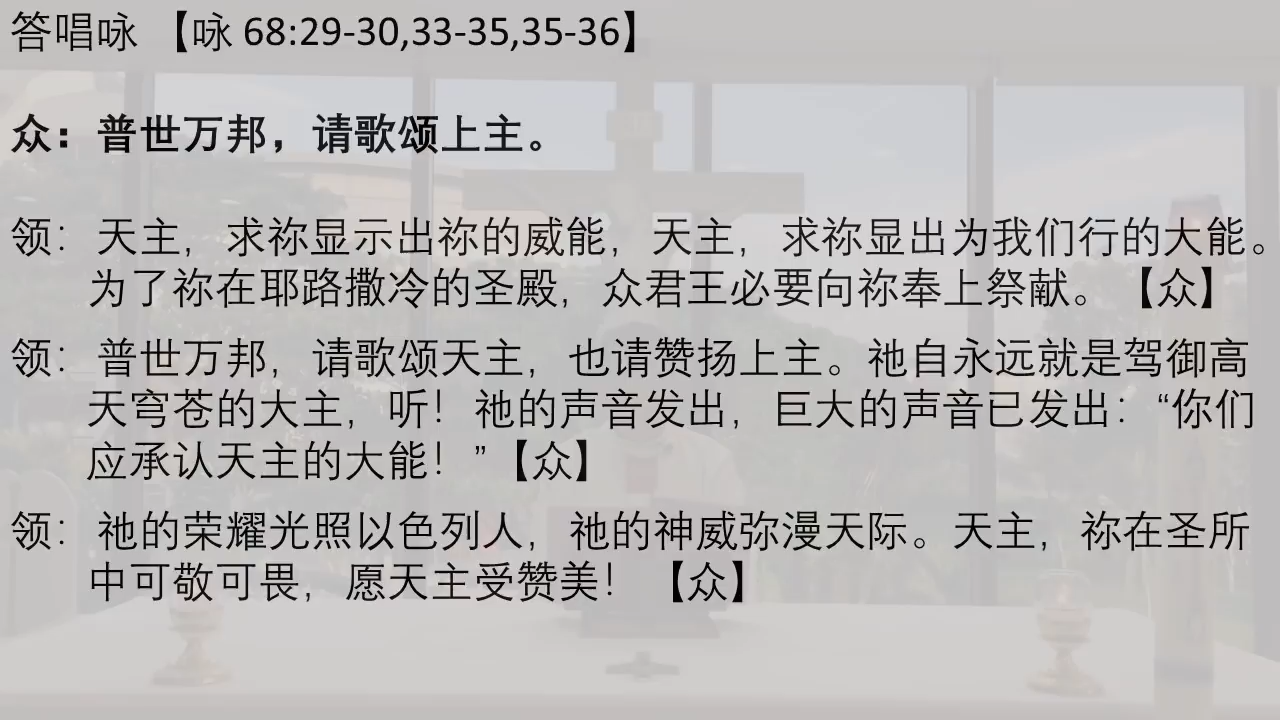 答唱咏 【咏 68:29-30,33-35,35-36】
众：普世万邦，请歌颂上主。
领：天主，求祢显示出祢的威能，天主，求祢显出为我们行的大能。
为了祢在耶路撒冷的圣殿，众君王必要向祢奉上祭献。【众】
领：普世万邦，请歌颂天主，也请赞扬上主。祂自永远就是驾御高
天穹苍的大主，听！祂的声音发出，巨大的声音已发出：“你们
应承认天主的大能！”【众】
领：祂的荣耀光照以色列人，祂的神威弥漫天际。天主，祢在圣所
中可敬可畏，愿天主受赞美！【众】